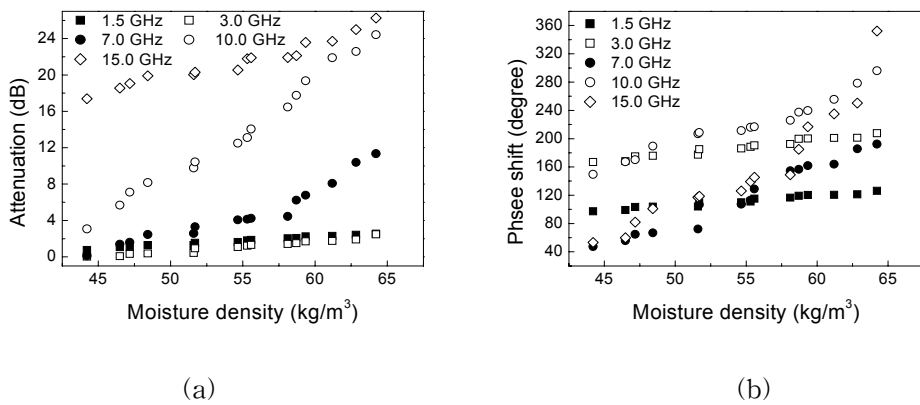 1.5 GHz 3.0 GHz
7.0 GHz 10.0 GHz
15.0 GHz
24
20
16
12
8
4
0
Attenuation (dB)
45 50 55 60 65
Moisture density (kg/m³)
(a)
1.5 GHz
3.0 GHz
7.0 GHz
10.0 GHz
15.0 GHz
360
320
280
240
200
160
120
80
40
Phsee shift (degree)
45 50 55 60 65
Moisture density (kg/m³)
(b)